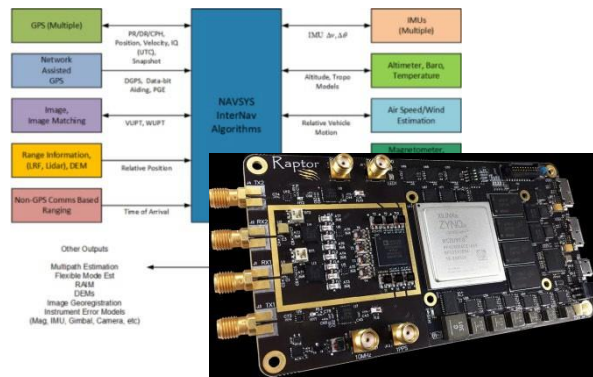 GPS (Multiple)
PR/DR/CPH,
Position, Velocity, IQ
(UTC),
Snapshot
Network
Assisted
GPS
DGPS, Data-bit
Aiding, PGE
Image,
Image Matching
VUPT, WUPT
Range Information,
(LRF, Lidar), DEM
Relative Position
Non-GPS Comms Based
Ranging
Time of Arrival
NAVSYS
InterNav
Algorithms
IMUs
(Multiple)
IMU Δv, Δθ
Altimeter, Baro,
Temperature
Altitude, Tropo
Models
Air Speed/Wind
Estimation
Relative Vehicle
Motion
Magnetometer,
Other Outputs
Multipath Estimation
Flexible Mode Est
RAIM
DEMs
Image Georegistration
Instrument Error Models
(Mag, IMU, Gimbal, Camera, etc)
Raptor
TX2
RX2
RX1
TX1
XILINX
ZYNQ
10MHz
1PPS